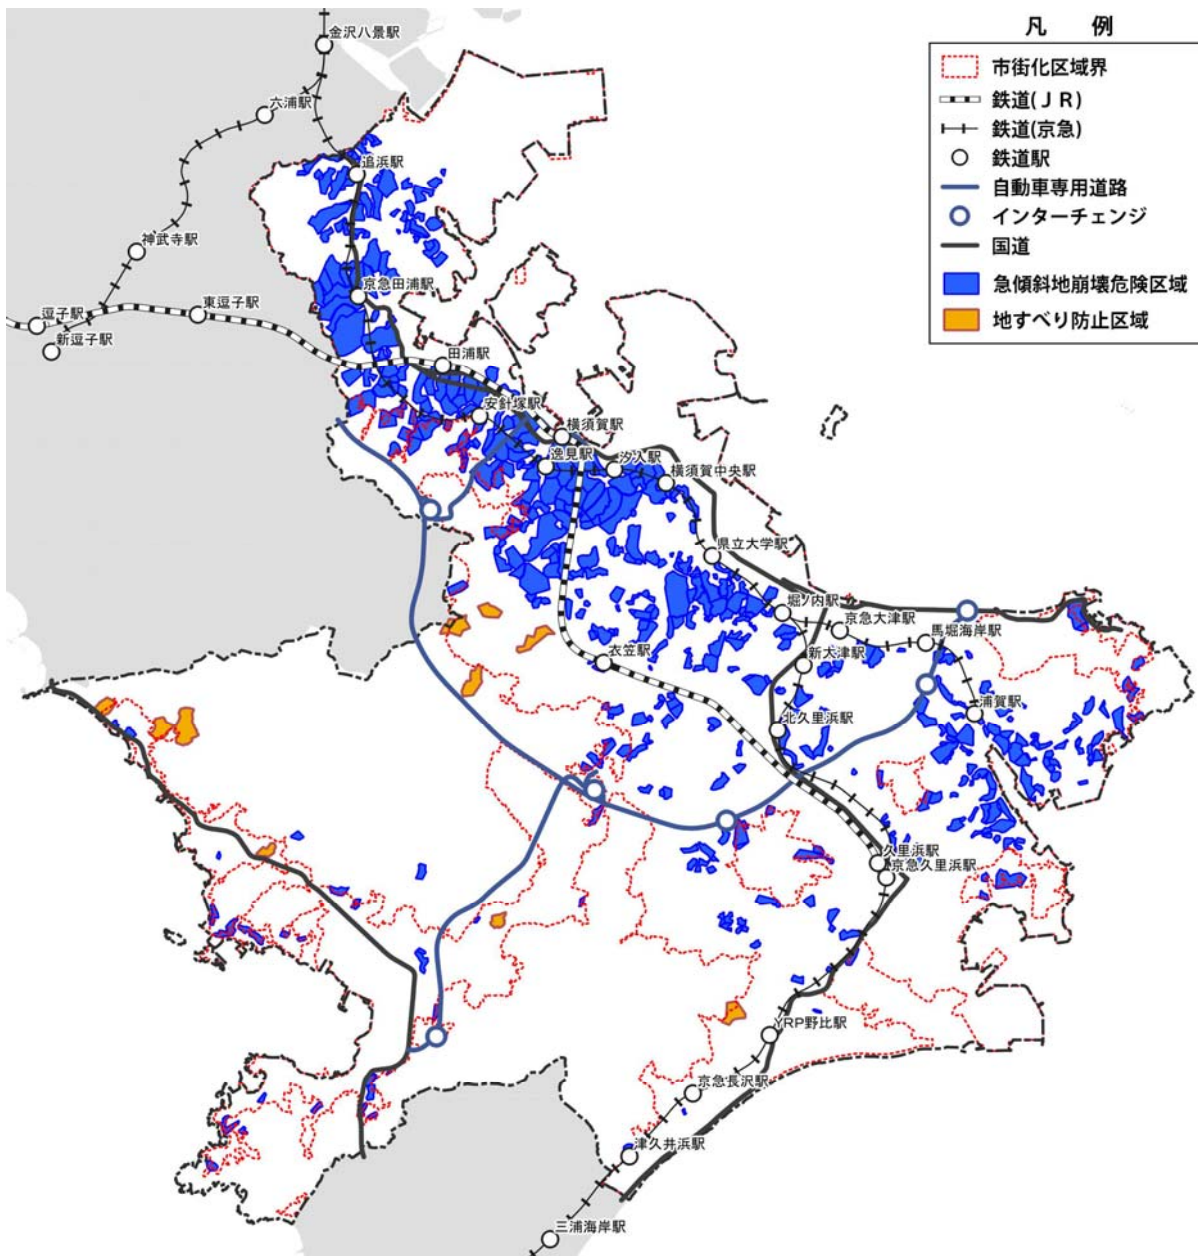 凡 例
市街化区域界
鉄道(ＪＲ)
鉄道(京急)
鉄道駅
自動車専用道路
インターチェンジ
国道
急傾斜地崩壊危険区域
地すべり防止区域
金沢八景駅
六浦駅
追浜駅
神武寺駅
京急田浦駅
東逗子駅
逗子駅
新逗子駅
田浦駅
安針塚駅
横須賀駅
逸見駅
汐入駅
横須賀中央駅
県立大学駅
堀ノ内駅
京急大津駅
馬堀海岸駅
新大津駅
衣笠駅
浦賀駅
北久里浜駅
久里浜駅
京急久里浜駅
YRP野比駅
京急長沢駅
津久井浜駅
三浦海岸駅